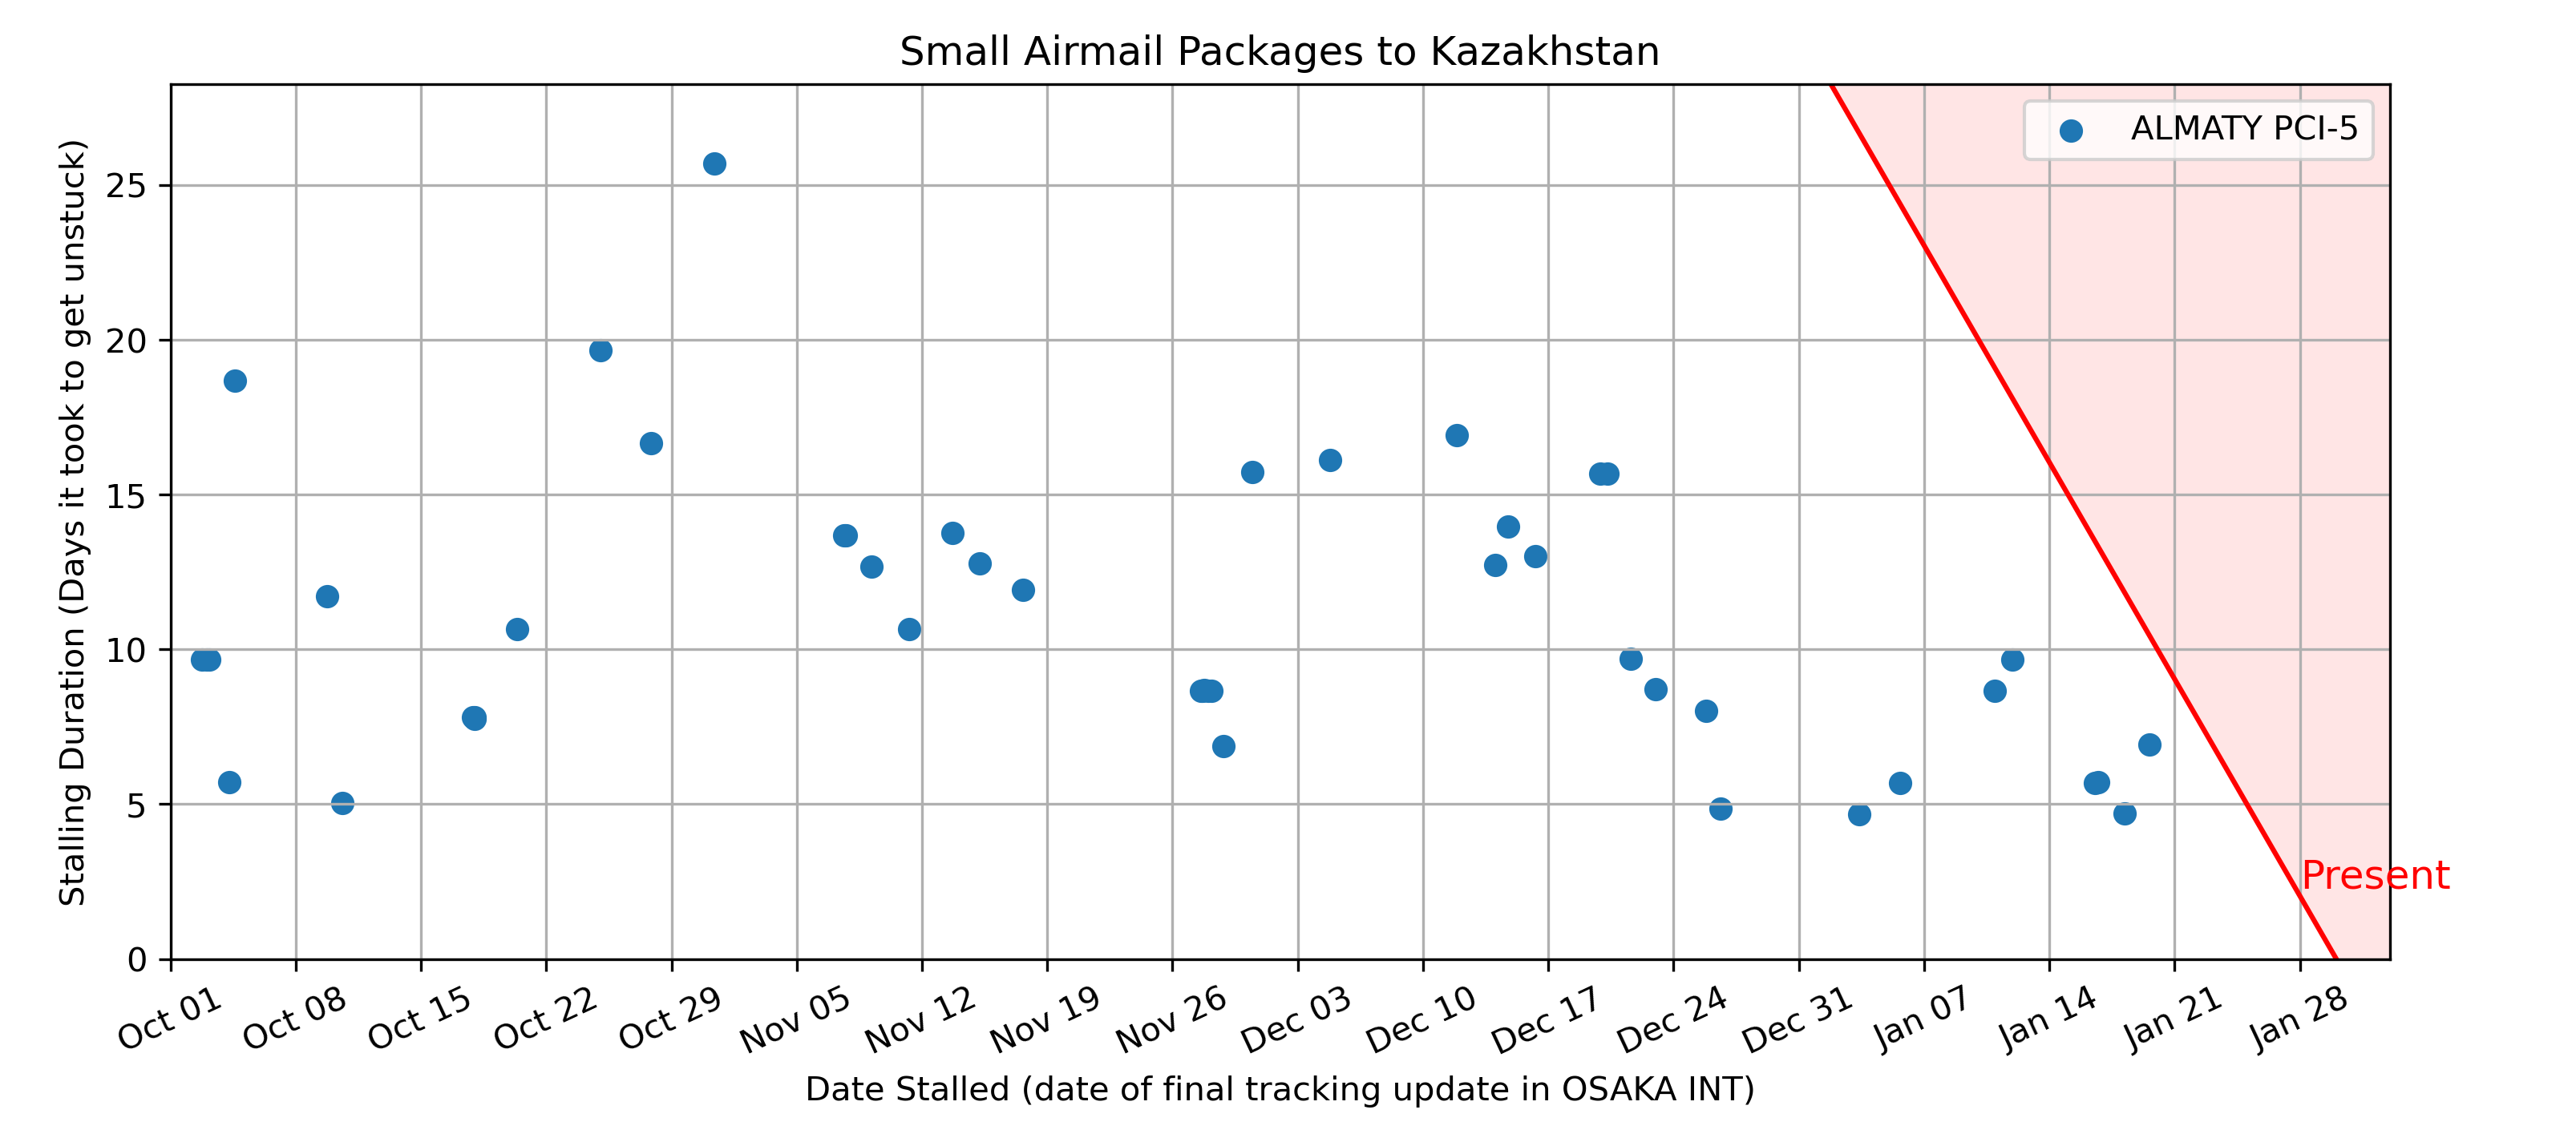 Small Airmail Packages to Kazakhstan
ALMATY PCI-5
Stalling Duration (Days it took to get unstuck)
25
20
15
10
5
0
Present
Oct 01
Oct 08
Oct 15
Oct 22
Oct 29
Nov 05
Nov 12
Nov 19
Nov 26
Dec 03
Dec 10
Dec 17
Dec 24
Dec 31
Jan 07
Jan 14
Jan 21
Jan 28
Date Stalled (date of final tracking update in OSAKA INT)